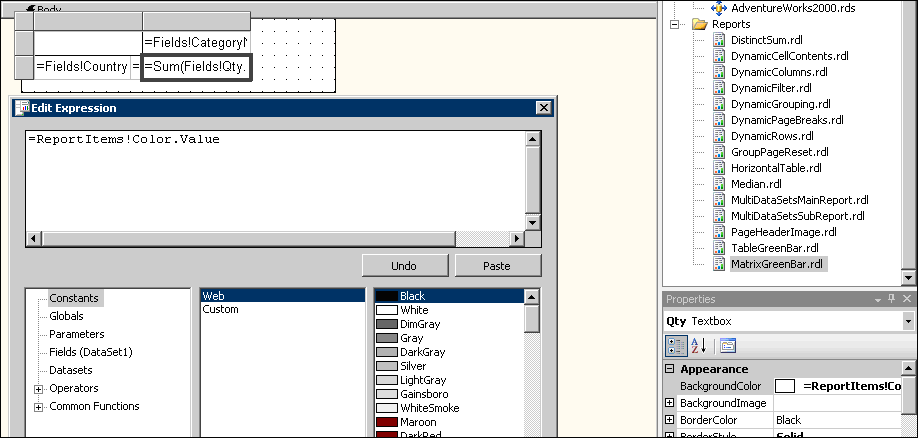 Body
=Fields!CategoryN
=Fields!Country
=
=Sum(Fields!Qty.
Edit Expression
=ReportItems!Color.Value
Undo
Paste
Constants
Globals
Parameters
Fields (DataSet1)
Datasets
Operators
Common Functions
Web
Custom
Black
White
DimGray
Gray
DarkGray
Silver
LightGray
Gainsboro
WhiteSmoke
Maroon
DarkRed
AdventureWorks2000.rds
Reports
DistinctSum.rdl
DynamicCellContents.rdl
DynamicColumns.rdl
DynamicFilter.rdl
DynamicGrouping.rdl
DynamicPageBreaks.rdl
DynamicRows.rdl
GroupPageReset.rdl
HorizontalTable.rdl
Median.rdl
MultiDataSetsMainReport.rdl
MultiDataSetsSubReport.rdl
PageHeaderImage.rdl
TableGreenBar.rdl
MatrixGreenBar.rdl
Properties
Qty Textbox
Appearance
BackgroundColor =ReportItems!Co
BackgroundImage
BorderColor Black
BorderStyle Solid